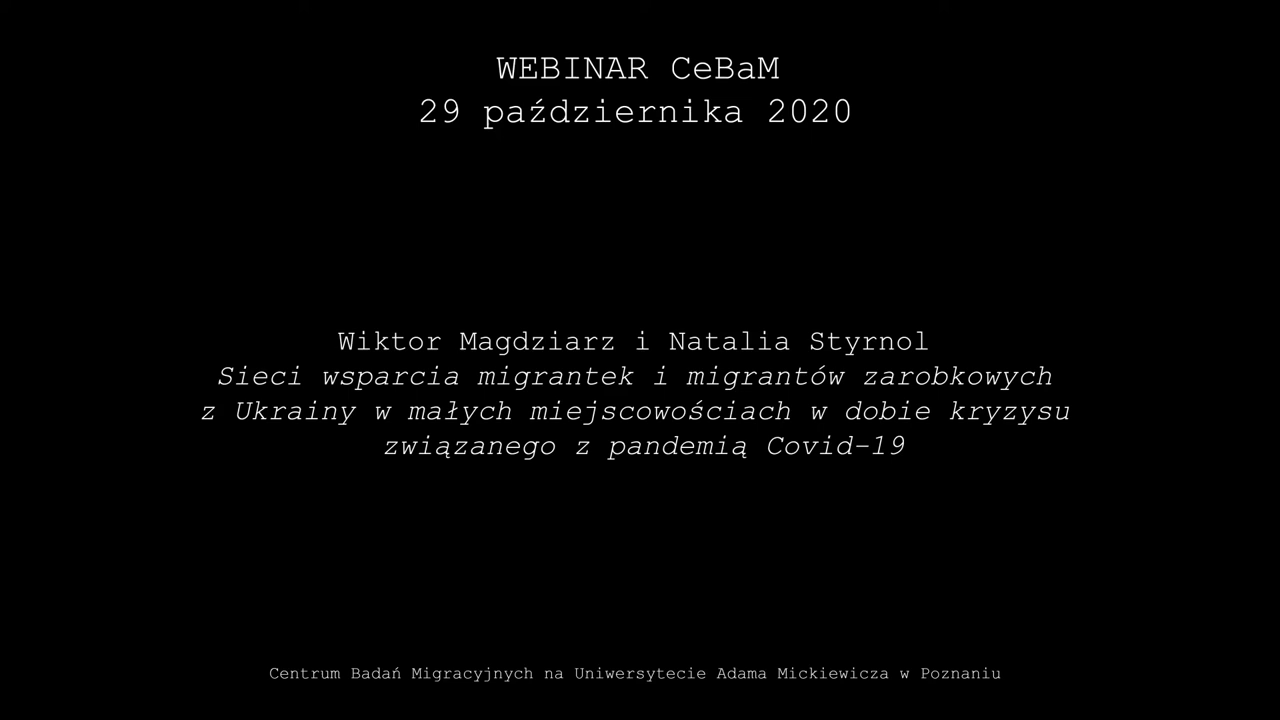 WEBINAR CeBaM
29 października 2020
Wiktor Magdziarz i Natalia Styrnol
Sieci wsparcia migrantek i migrantów zarobkowych
z Ukrainy w małych miejscowościach w dobie kryzysu
związanego z pandemią Covid-19
Centrum Badań Migracyjnych na Uniwersytecie Adama Mickiewicza w Poznaniu